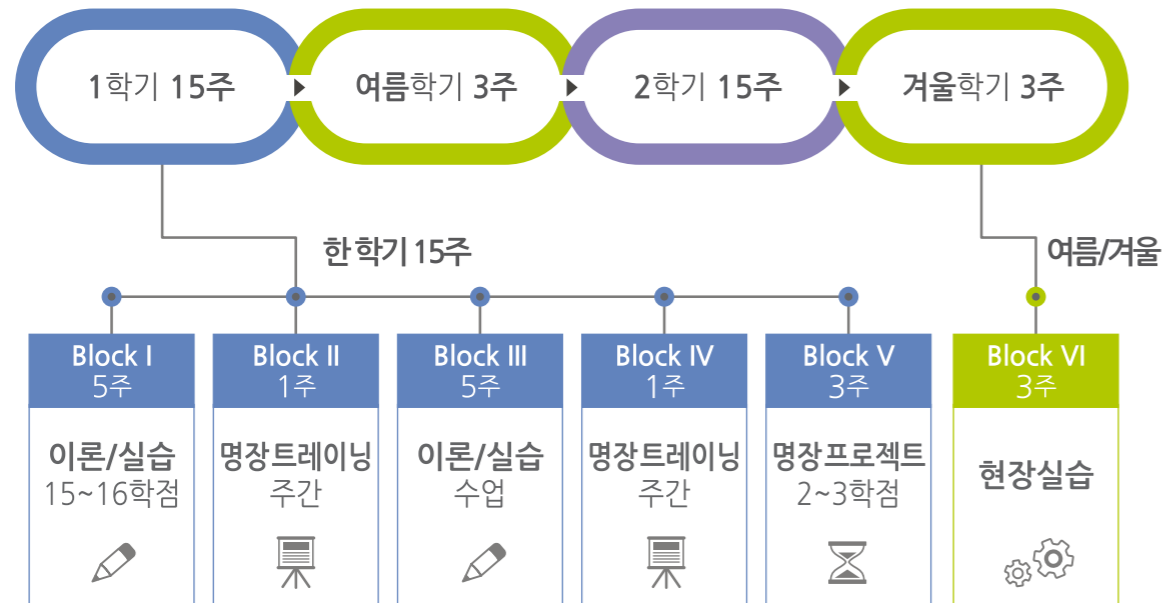 1학기 15주
여름학기 3주
2학기 15주
겨울학기 3주
한 학기 15주
여름/겨울
Block I
5주
이론/실습
15~16학점
Block II
1주
명장트레이닝
주간
Block III
5주
이론/실습
수업
Block IV
1주
명장트레이닝
주간
Block V
3주
명장프로젝트
2~3학점
Block VI
3주
현장실습